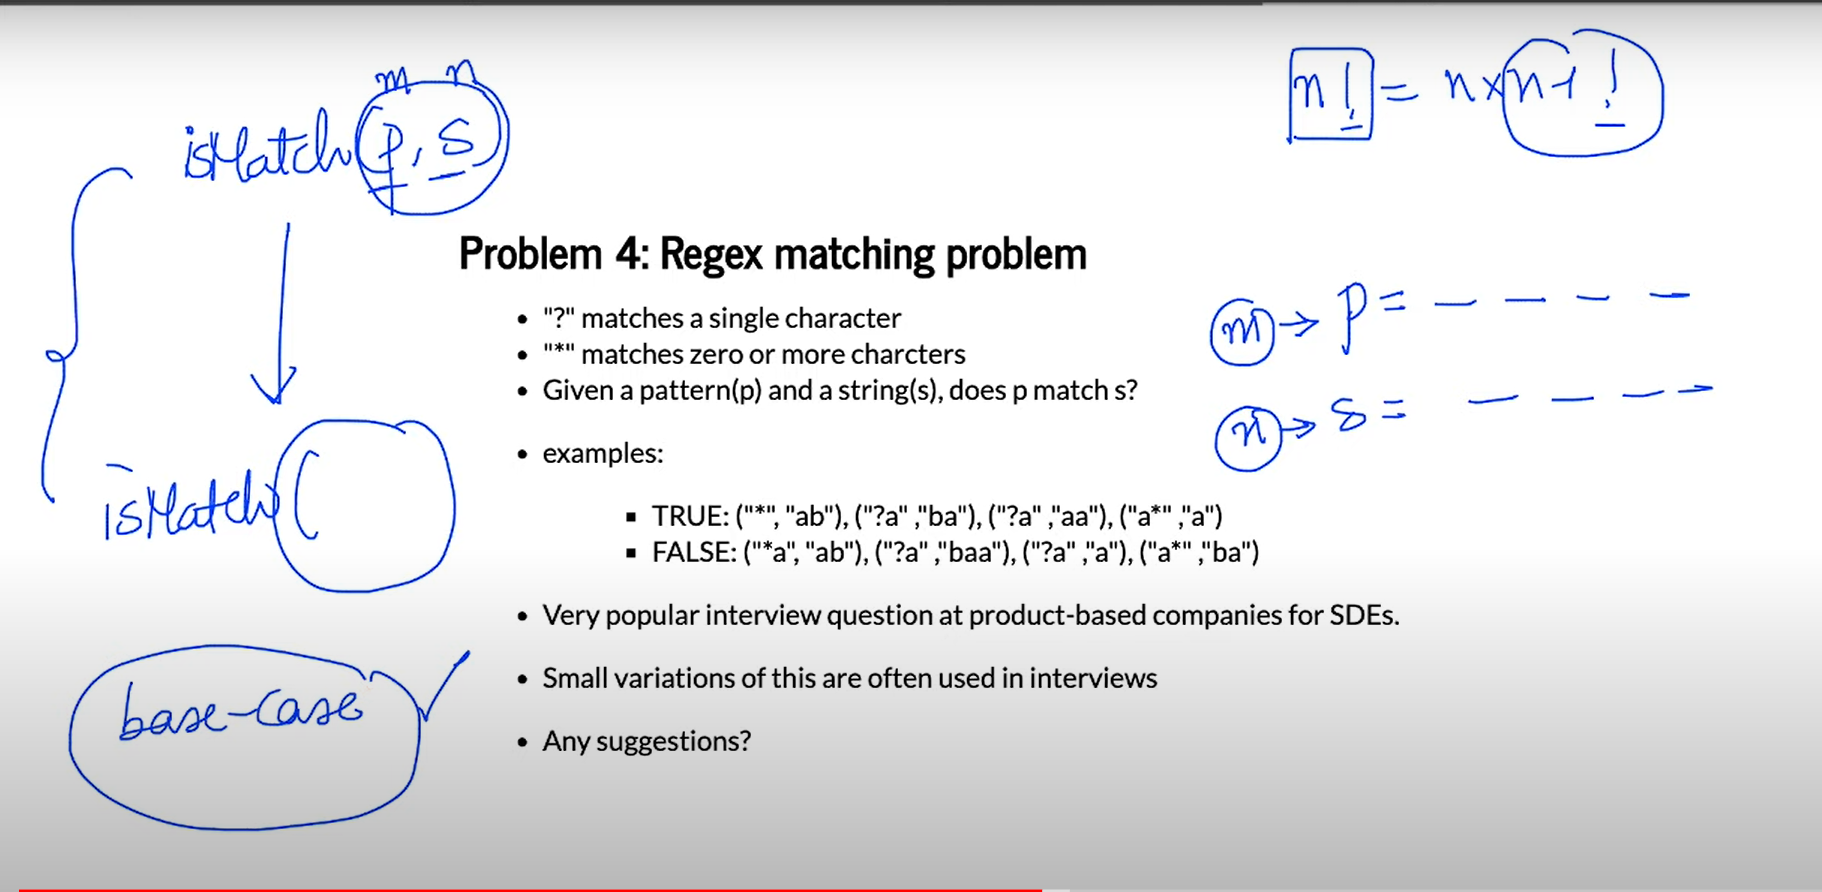 m n
isMatch(p, s)
n! = n x n-1 !
Problem 4: Regex matching problem
"?" matches a single character
"*" matches zero or more charcters
Given a pattern(p) and a string(s), does p match s?
m → p = _ _ _ _
n → s = _ _ _ _
examples:
isMatch(
TRUE: ("*", "ab"), ("?a" ,"ba"), ("?a" ,"aa"), ("a*" ,"a")
FALSE: ("*a", "ab"), ("?a" ,"baa"), ("?a" ,"a"), ("a*" ,"ba")
Very popular interview question at product-based companies for SDEs.
base-case ✓
Small variations of this are often used in interviews
Any suggestions?